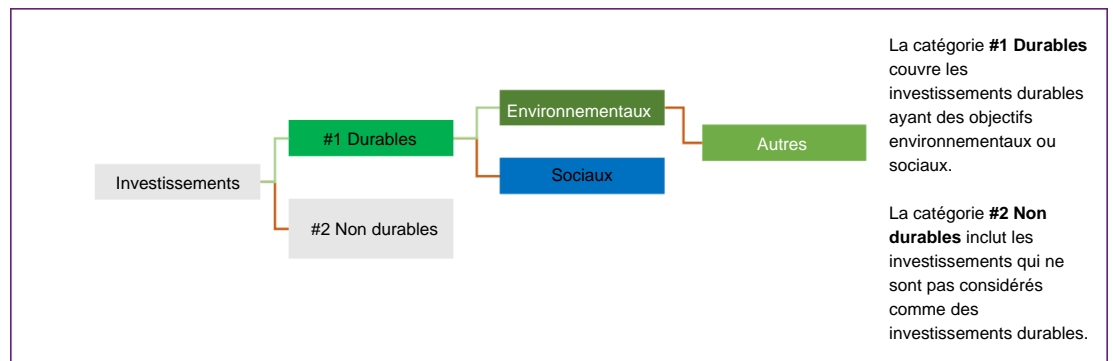 Investissements
#1 Durables
#2 Non durables
Environnementaux
Sociaux
Autres
La catégorie #1 Durables
couvre les
investissements durables
ayant des objectifs
environnementaux ou
sociaux.
La catégorie #2 Non
durables inclut les
investissements qui ne
sont pas considérés
comme des
investissements durables.